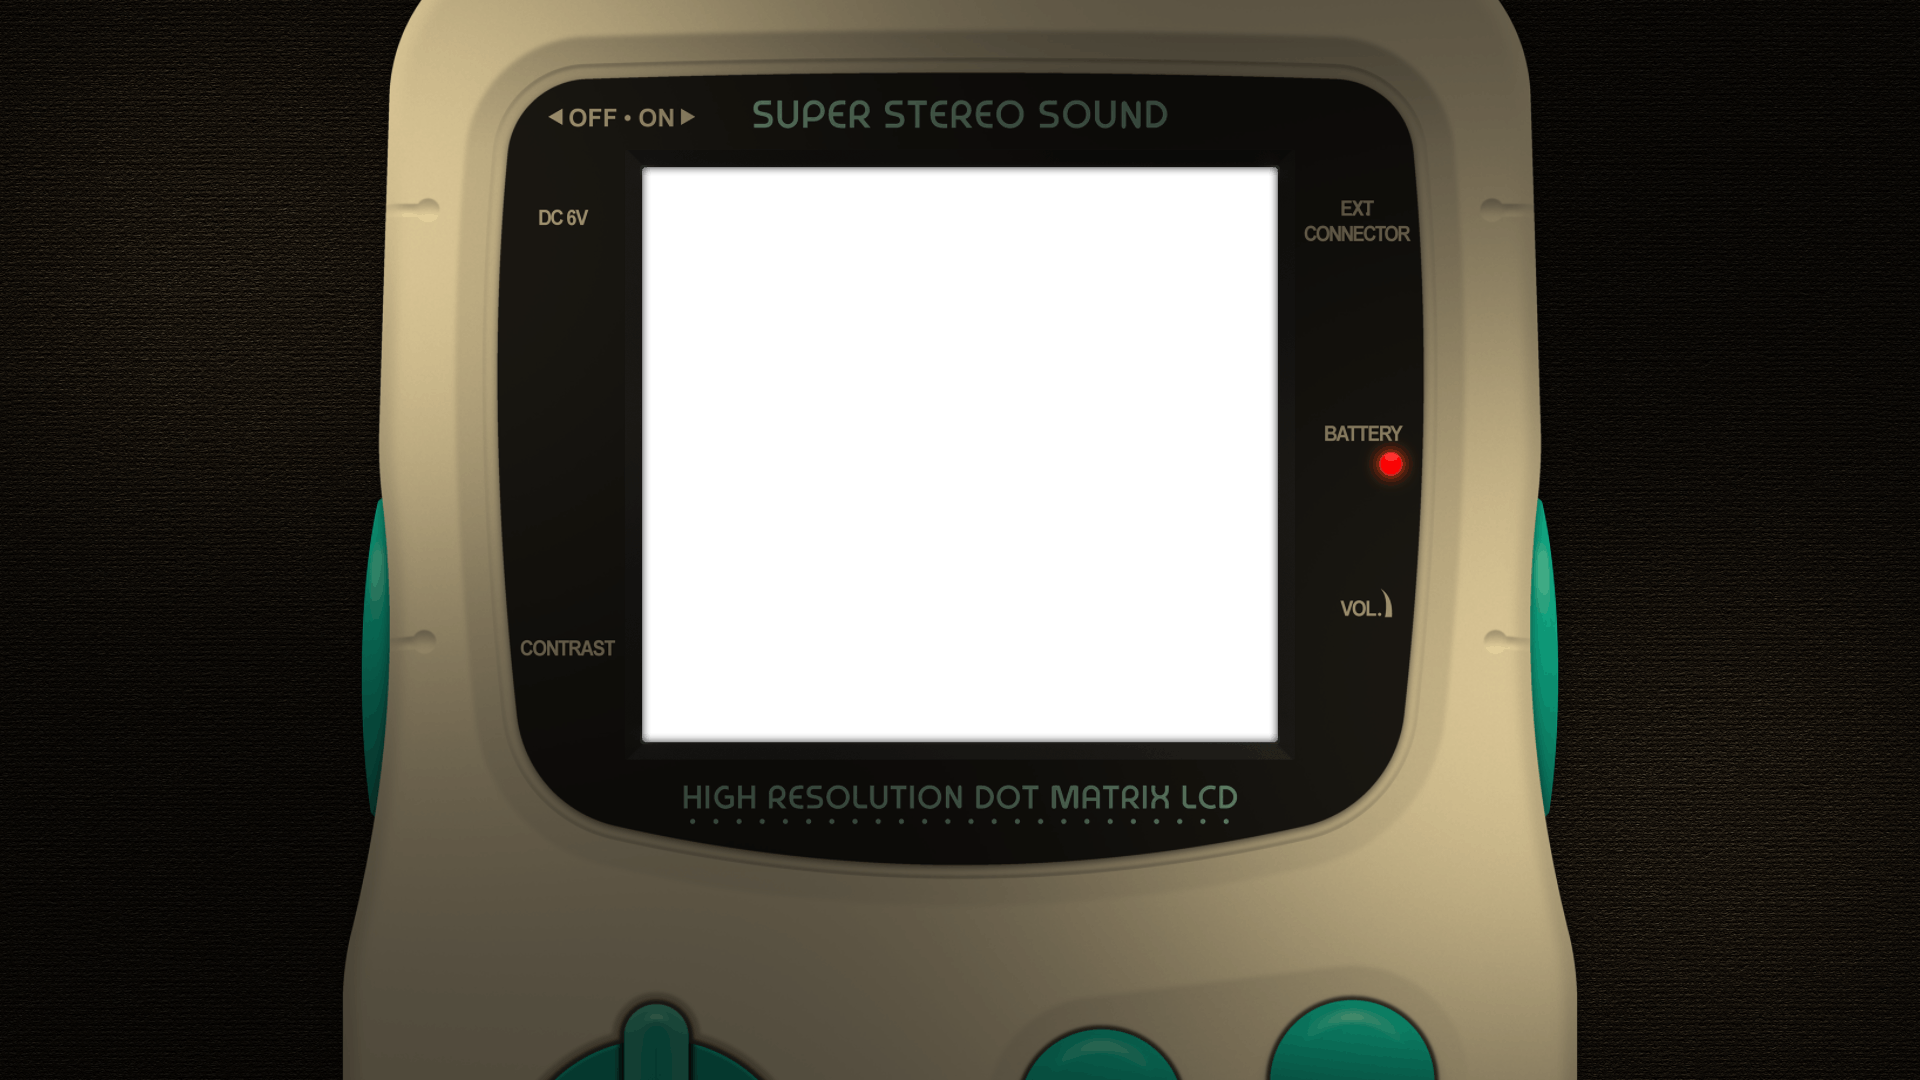 ◀OFF • ON▶
SUPER STEREO SOUND
DC 6V
EXT
CONNECTOR
BATTERY
VOL.
CONTRAST
HIGH RESOLUTION DOT MATRIX LCD